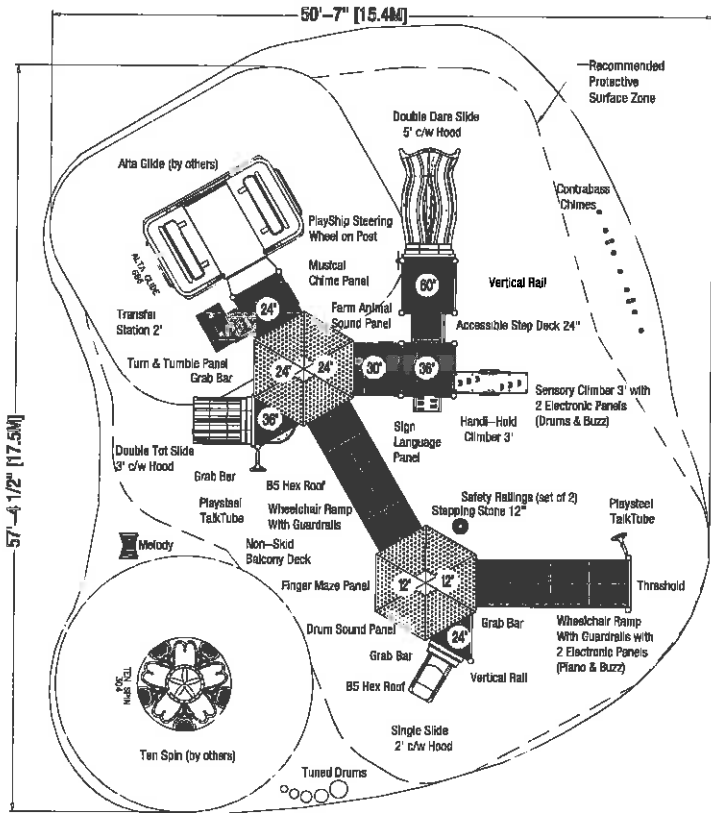 50'-7" [15.4M]
Recommended
Protective
Surface Zone
Double Dare Slide
5' c/w Hood
Alta Glide (by others)
Contrabass
Chimes
PlayShip Steering
Wheel on Post
ALTA GLIDE
Musical
Chime Panel
60"
Vertical Rail
24"
Farm Animal
Sound Panel
Transfer
Station 2'
Accessible Step Deck 24"
Turn & Tumble Panel
Grab Bar
24"
24"
30"
36"
Sensory Climber 3' with
2 Electronic Panels
(Drums & Buzz)
36"
Sign
Language
Panel
Handi-Hold
Climber 3'
Double Tot Slide
3' c/w Hood
Grab Bar
B5 Hex Roof
57'-4 1/2" [17.5M]
Playsteel
TalkTube
Wheelchair Ramp
With Guardrails
Safety Railings (set of 2)
Stepping Stone 12"
Playsteel
TalkTube
Melody
Non-Skid
Balcony Deck
Finger Maze Panel
12"
12"
Threshold
Drum Sound Panel
24"
Grab Bar
Wheelchair Ramp
With Guardrails with
2 Electronic Panels
(Piano & Buzz)
Grab Bar
B5 Hex Roof
Vertical Rail
TEN SPIN
304
Single Slide
2' c/w Hood
Ten Spin (by others)
Tuned Drums